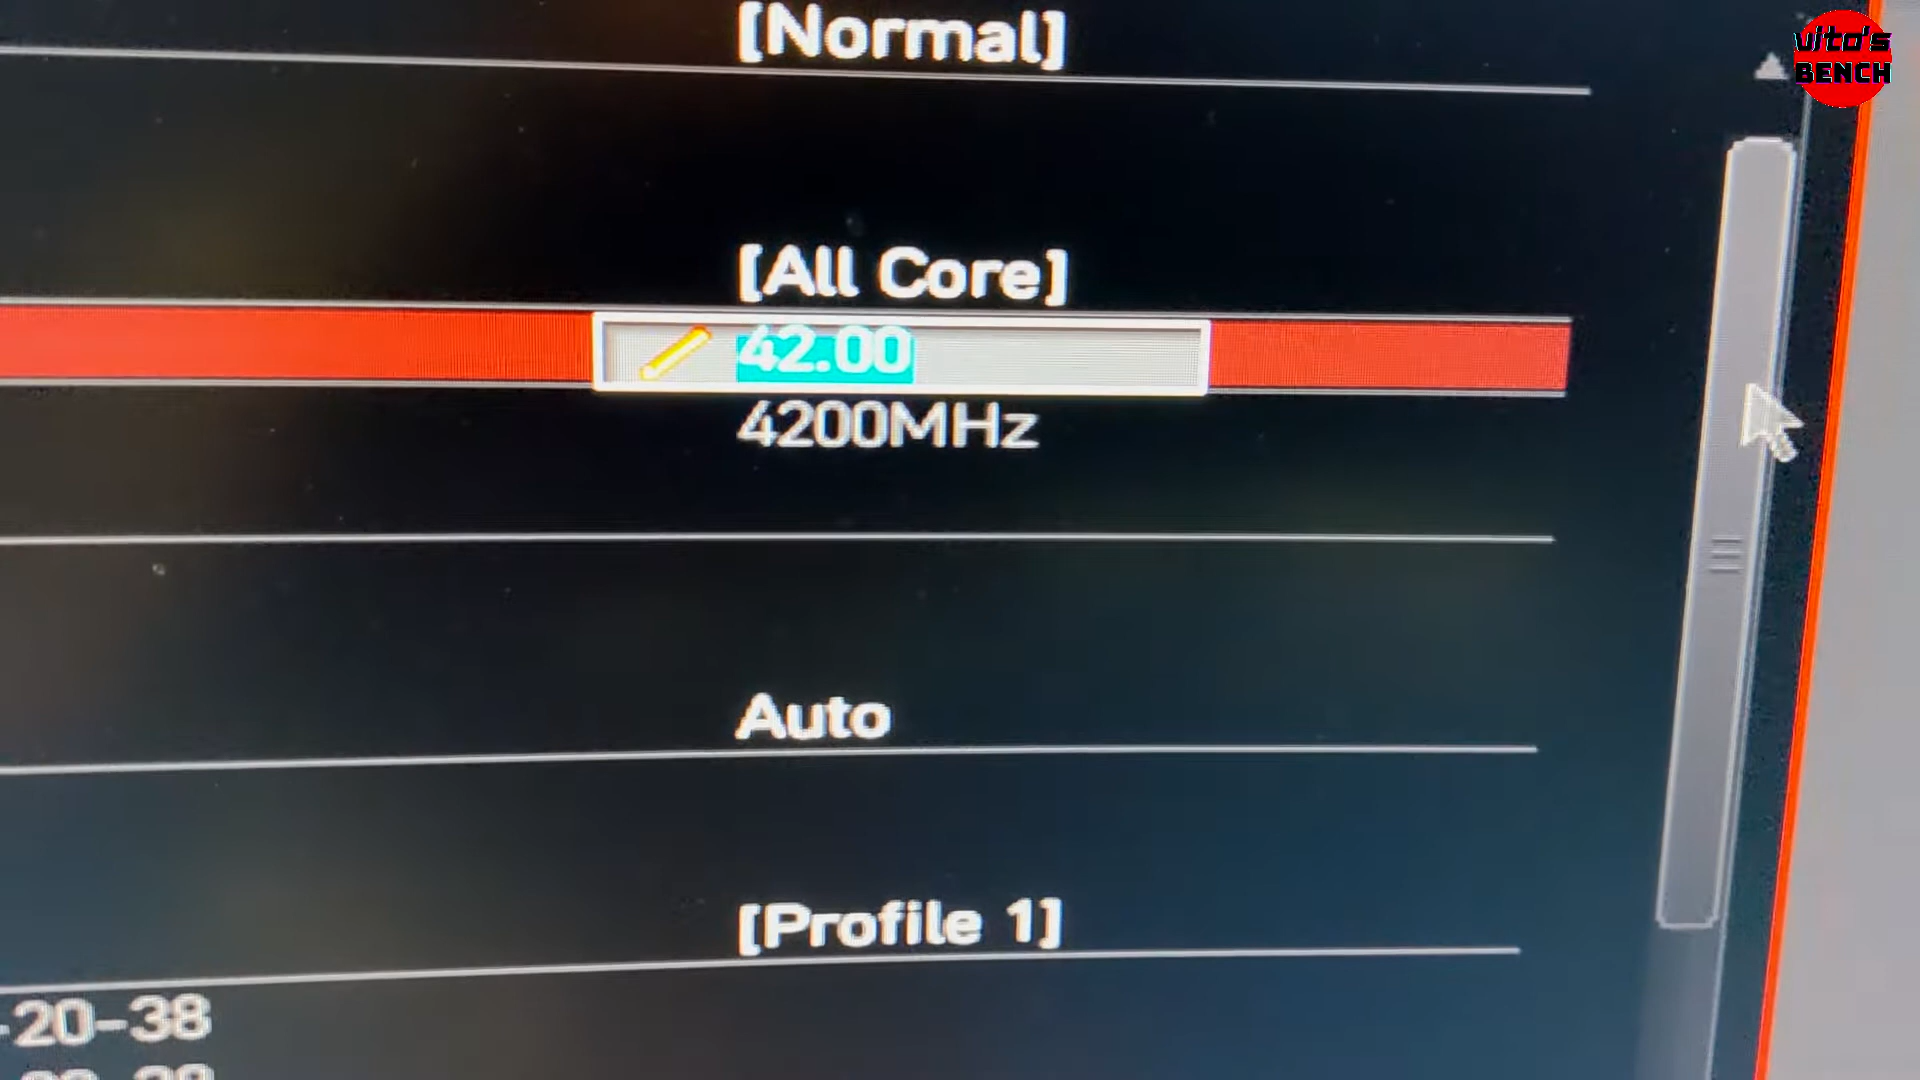 [Normal]
vito's
BENCH
[All Core]
42.00
4200MHz
Auto
[Profile 1]
-20-38